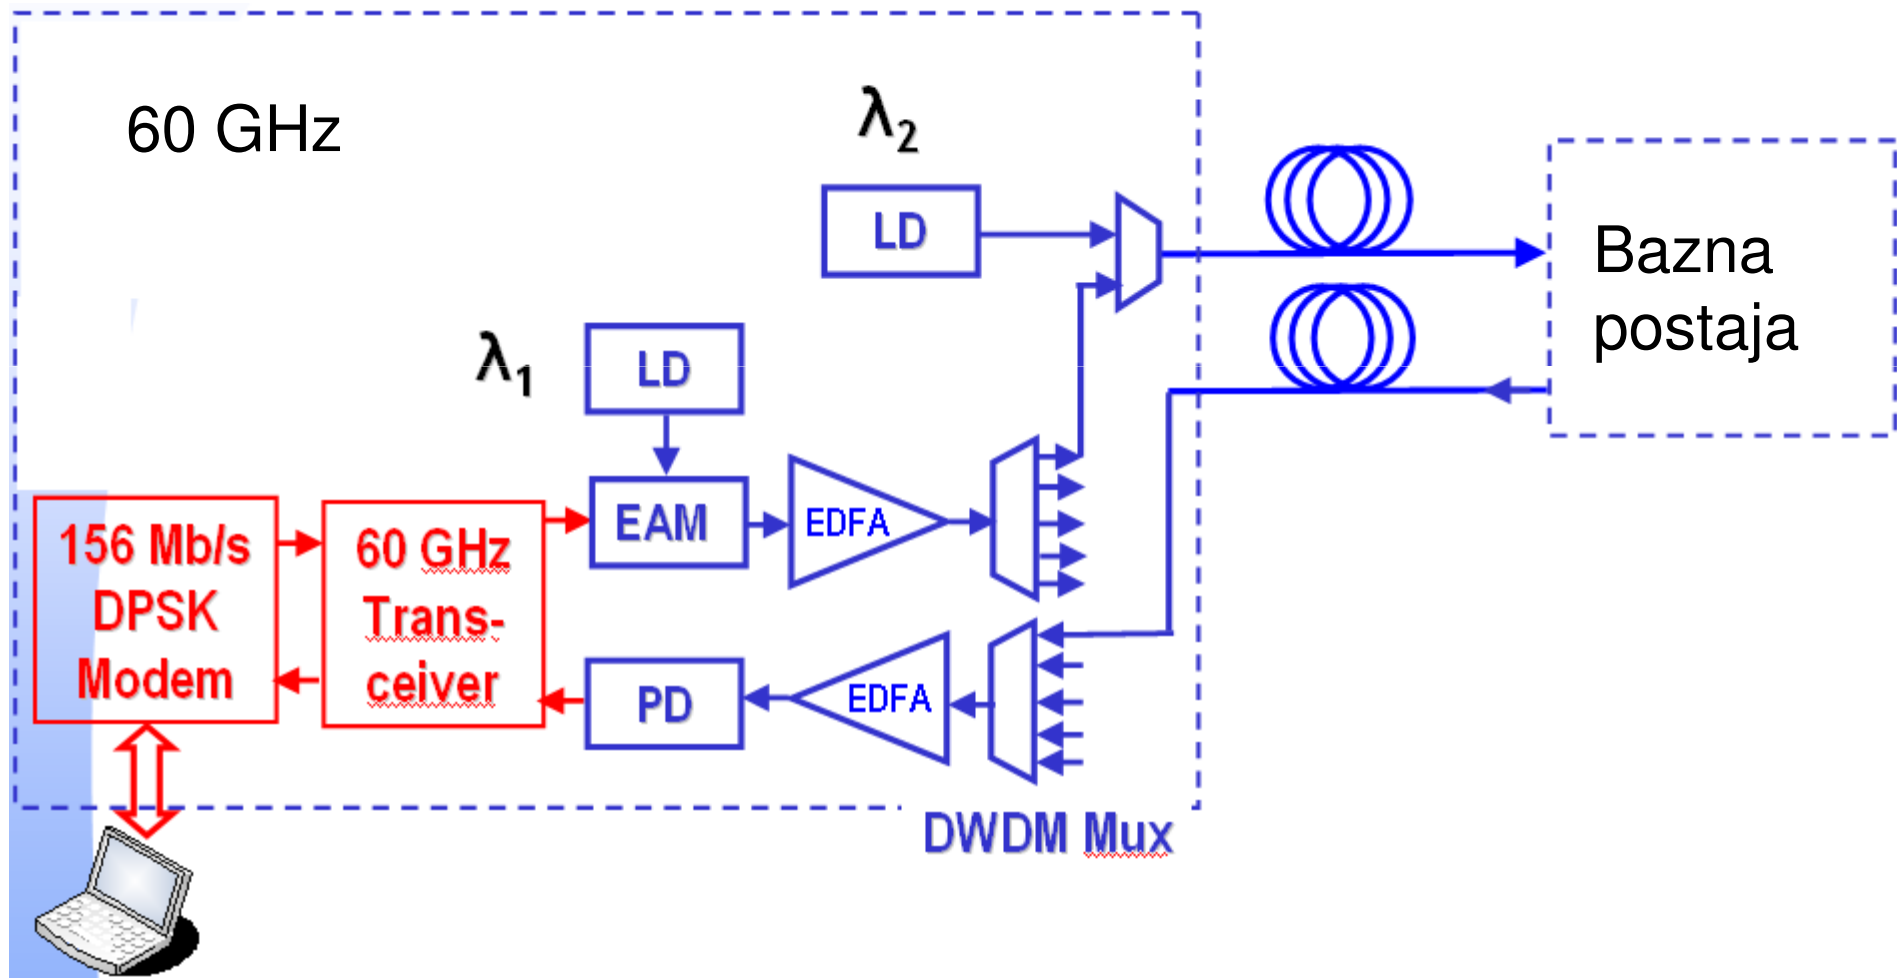 60 GHz
λ2
LD
Bazna
postaja
λ1
LD
156 Mb/s
DPSK
Modem
60 GHz
Trans-
ceiver
EAM
EDFA
PD
EDFA
DWDM Mux